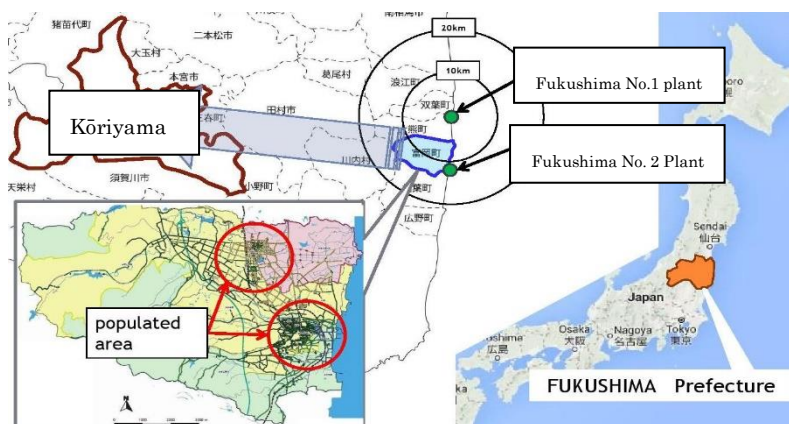 猪苗代町
二本松市
大玉村
本宮市
葛尾村
浪江町
双葉町
20km
10km
Fukushima No.1 plant
Kōriyama
田村市
熊町
富岡町
川内村
Fukushima No. 2 Plant
天栄村
須賀川市
小野町
葉町
広野町
populated
area
N
Sendai
仙台
Japan
Tokyo
東京
Nagoya
名古屋
Osaka
大阪
oshima
広島
FUKUSHIMA Prefecture